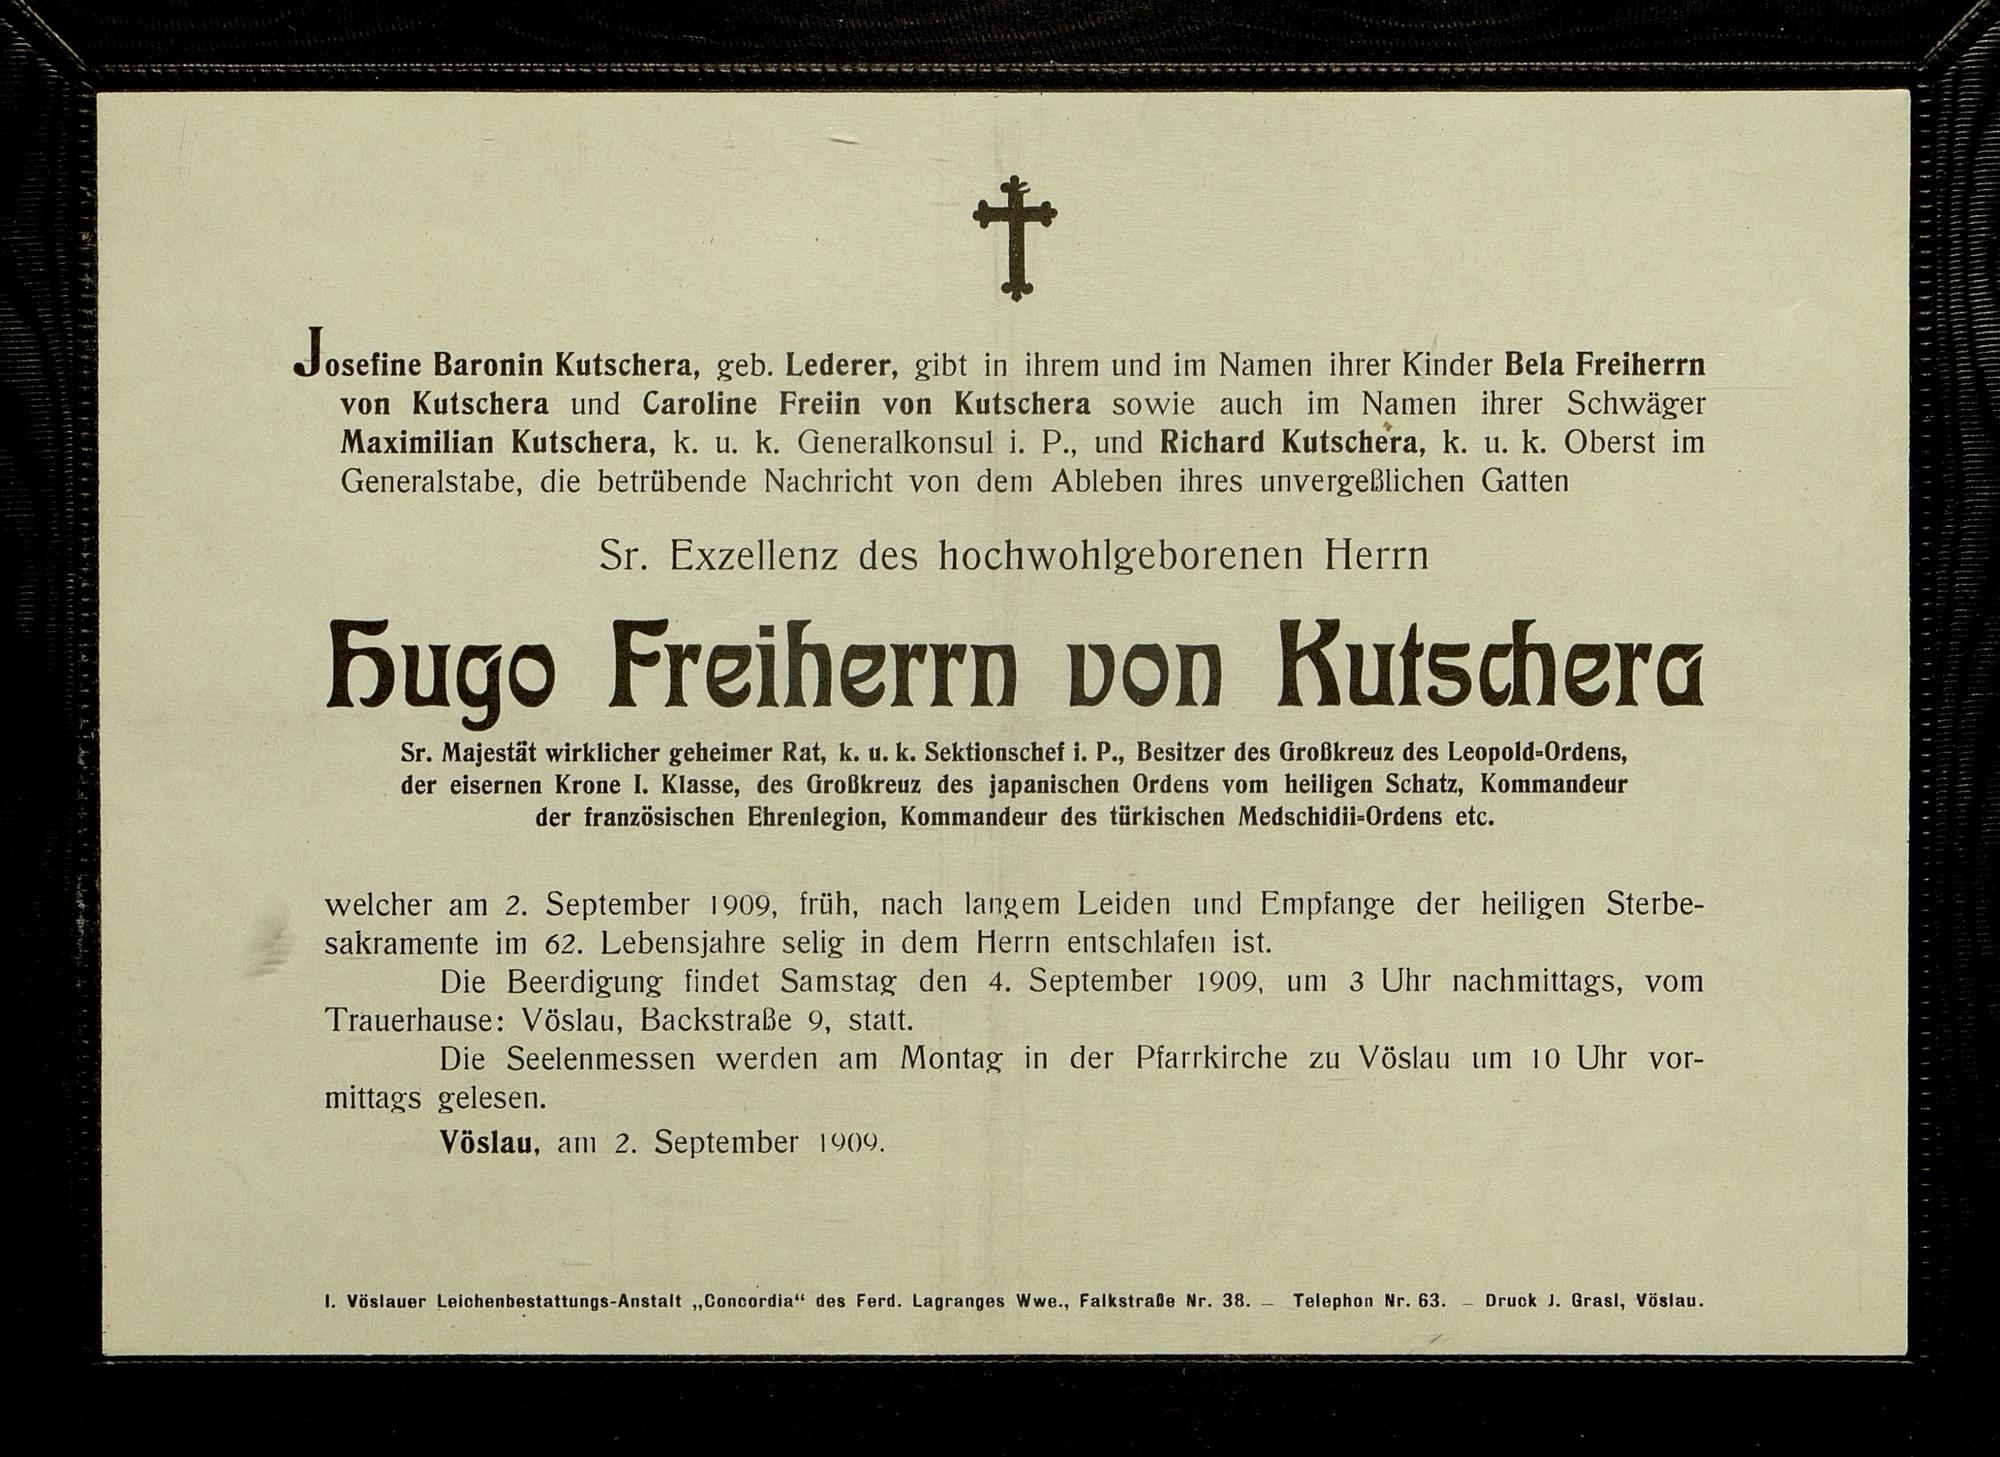 Josefine Baronin Kutschera, geb. Lederer, gibt in ihrem und im Namen ihrer Kinder Bela Freiherrn
von Kutschera und Caroline Freiin von Kutschera sowie auch im Namen ihrer Schwäger
Maximilian Kutschera, k. u. k. Generalkonsul i. P., und Richard Kutschera, k. u. k. Oberst im
Generalstabe, die betrübende Nachricht von dem Ableben ihres unvergeßlichen Gatten
Sr. Exzellenz des hochwohlgeborenen Herrn
Hugo Freiherrn von Kutschera
Sr. Majestät wirklicher geheimer Rat, k. u. k. Sektionschef i. P., Besitzer des Großkreuz des Leopold=Ordens,
der eisernen Krone I. Klasse, des Großkreuz des japanischen Ordens vom heiligen Schatz, Kommandeur
der französischen Ehrenlegion, Kommandeur des türkischen Medschidii=Ordens etc.
welcher am 2. September 1909, früh, nach langem Leiden und Empfange der heiligen Sterbe-
sakramente im 62. Lebensjahre selig in dem Herrn entschlafen ist.
Die Beerdigung findet Samstag den 4. September 1909, um 3 Uhr nachmittags, vom
Trauerhause: Vöslau, Backstraße 9, statt.
Die Seelenmessen werden am Montag in der Pfarrkirche zu Vöslau um 10 Uhr vor-
mittags gelesen.
Vöslau, am 2. September 1909.
I. Vöslauer Leichenbestattungs-Anstalt „Concordia“ des Ferd. Lagranges Wwe., Falkstraße Nr. 38. — Telephon Nr. 63. — Druck J. Grasl, Vöslau.